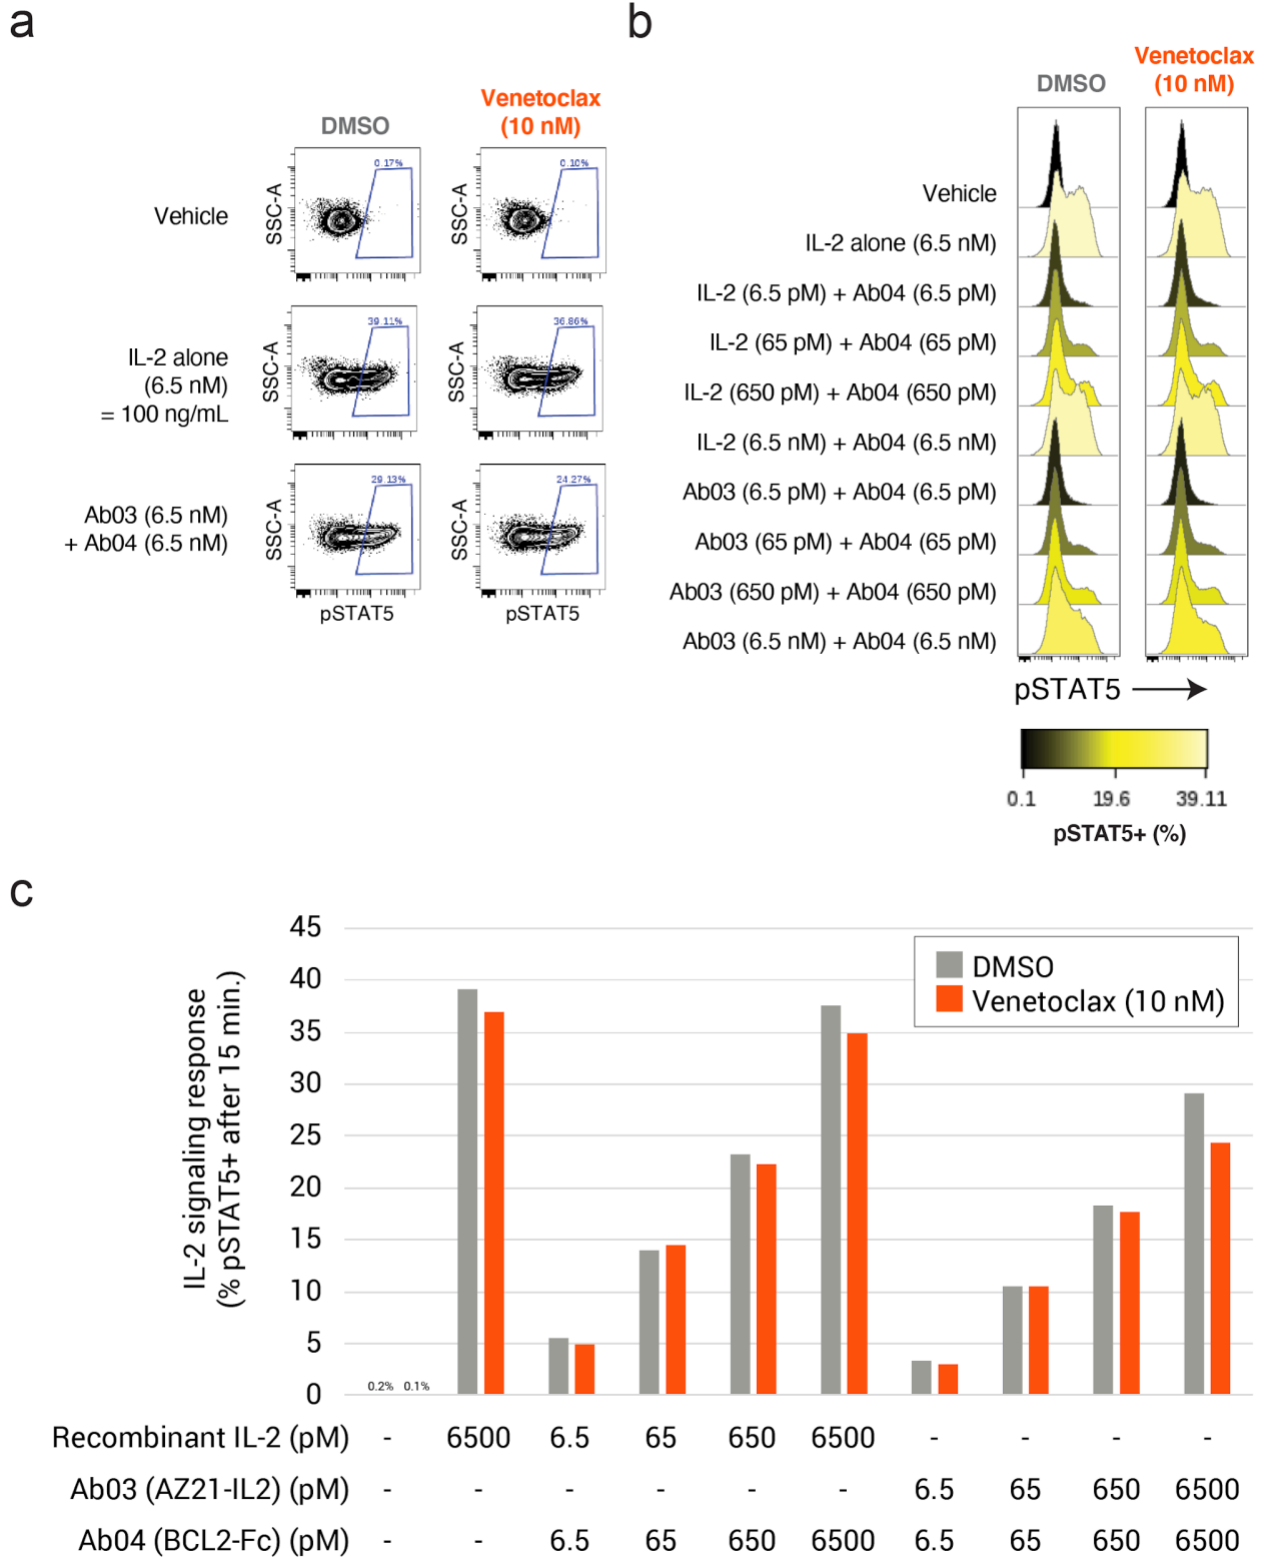 a
DMSO
Venetoclax
(10 nM)
Vehicle
SSC-A
0.17%
SSC-A
0.10%
IL-2 alone
(6.5 nM)
= 100 ng/mL
SSC-A
39.11%
SSC-A
36.86%
Ab03 (6.5 nM)
+ Ab04 (6.5 nM)
SSC-A
29.13%
SSC-A
24.27%
pSTAT5
pSTAT5
b
DMSO
Venetoclax
(10 nM)
Vehicle
IL-2 alone (6.5 nM)
IL-2 (6.5 pM) + Ab04 (6.5 pM)
IL-2 (65 pM) + Ab04 (65 pM)
IL-2 (650 pM) + Ab04 (650 pM)
IL-2 (6.5 nM) + Ab04 (6.5 nM)
Ab03 (6.5 pM) + Ab04 (6.5 pM)
Ab03 (65 pM) + Ab04 (65 pM)
Ab03 (650 pM) + Ab04 (650 pM)
Ab03 (6.5 nM) + Ab04 (6.5 nM)
pSTAT5
0.1 19.6 39.11
pSTAT5+ (%)
c
IL-2 signaling response
(% pSTAT5+ after 15 min.)
45
40
35
30
25
20
15
10
5
0
DMSO
Venetoclax (10 nM)
0.2% 0.1%
Recombinant IL-2 (pM) - 6500 6.5 65 650 6500 - - - -
Ab03 (AZ21-IL2) (pM) - - - - - - 6.5 65 650 6500
Ab04 (BCL2-Fc) (pM) - - 6.5 65 650 6500 6.5 65 650 6500